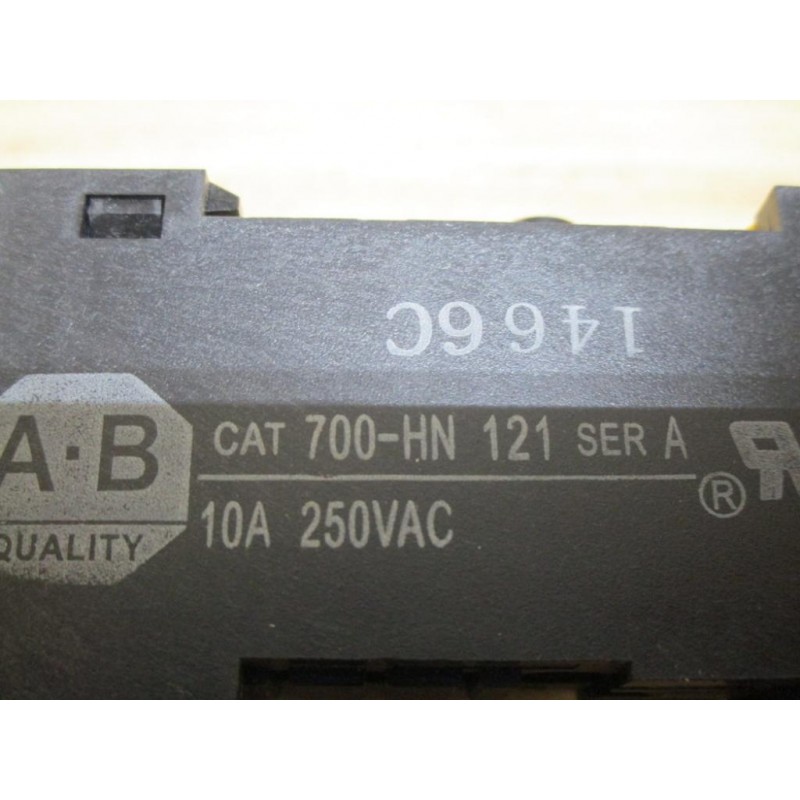 1466C
A·B
QUALITY
CAT 700-HN 121 SER A
10A 250VAC
®